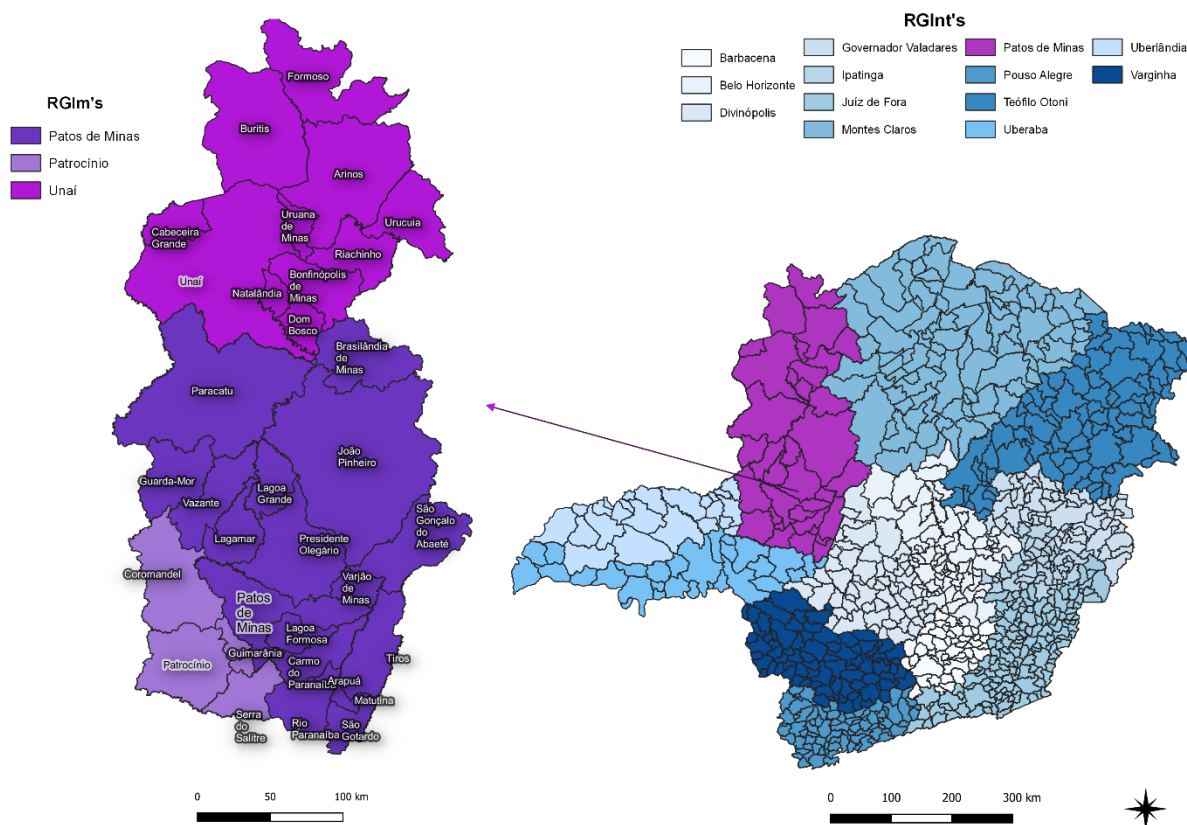 RGIm's
Patos de Minas
Patrocínio
Unaí
Formoso
Buritis
Arinos
Uruana
de
Minas
Urucuia
Cabeceira
Grande
Riachinho
Unaí
Bonfinópolis
de
Minas
Natalândia
Dom
Bosco
Brasilândia
de
Minas
Paracatu
João
Pinheiro
Guarda-Mor
Lagoa
Grande
Vazante
São
Gonçalo
do
Abaeté
Lagamar
Presidente
Olegário
Coromandel
Varjão
de
Minas
Patos
de
Minas
Lagoa
Formosa
Guimarânia
Patrocínio
Carmo
do
Paranaíba
Tiros
Arapuá
Matutina
Serra
do
Salitre
Rio
Paranaíba
São
Gotardo
0 50 100 km
RGInt's
Barbacena
Belo Horizonte
Divinópolis
Governador Valadares
Ipatinga
Juíz de Fora
Montes Claros
Patos de Minas
Pouso Alegre
Teófilo Otoni
Uberaba
Uberlândia
Varginha
0 100 200 300 km